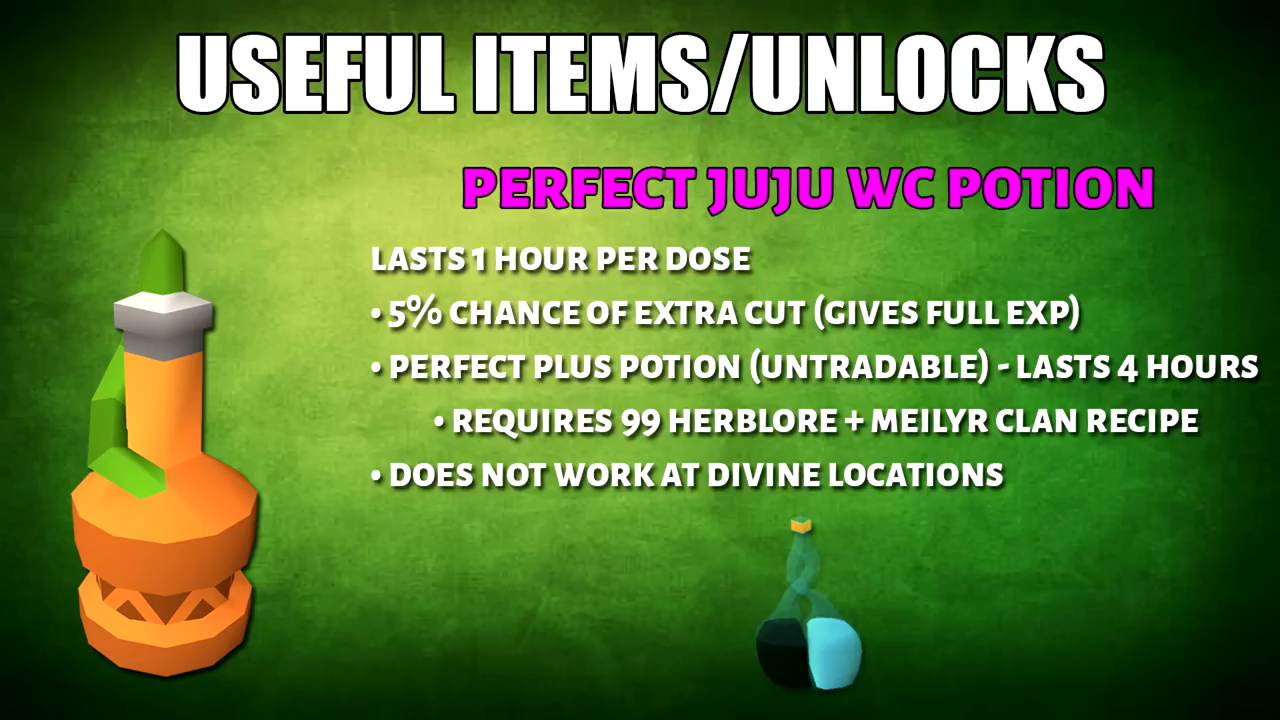 USEFUL ITEMS/UNLOCKS
PERFECT JUJU WC POTION
LASTS 1 HOUR PER DOSE
• 5% CHANCE OF EXTRA CUT (GIVES FULL EXP)
• PERFECT PLUS POTION (UNTRADABLE) - LASTS 4 HOURS
• REQUIRES 99 HERBLORE + MEILYR CLAN RECIPE
• DOES NOT WORK AT DIVINE LOCATIONS